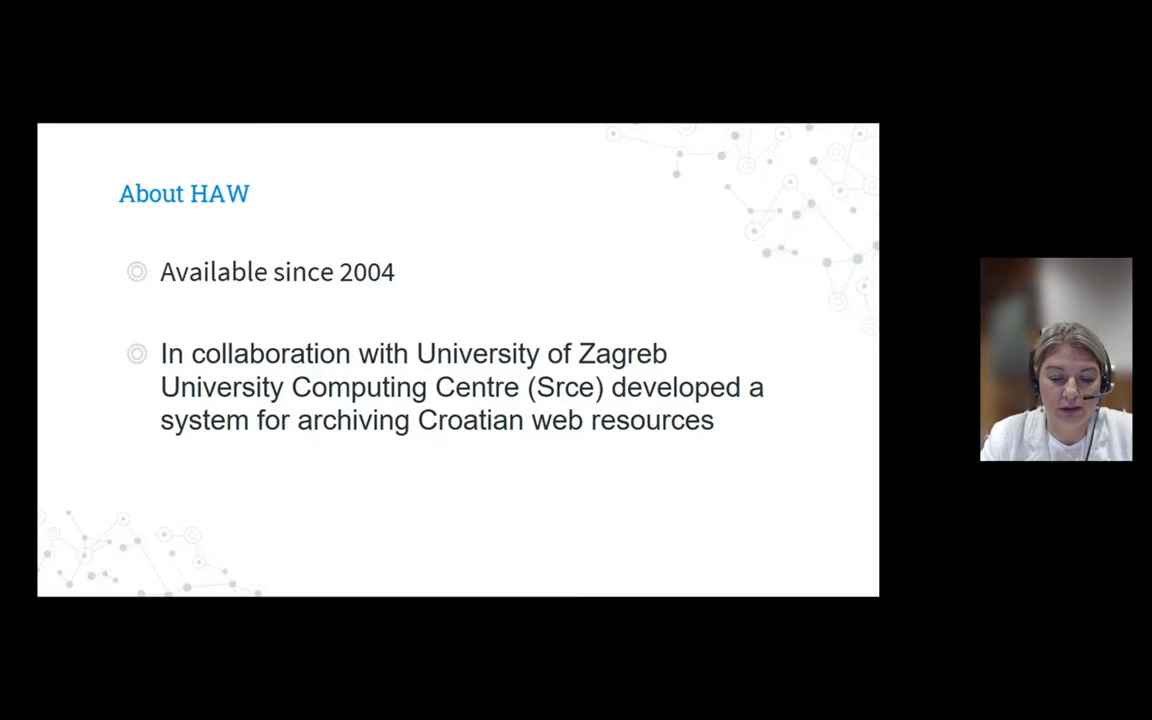 About HAW
Available since 2004
In collaboration with University of Zagreb
University Computing Centre (Srce) developed a
system for archiving Croatian web resources